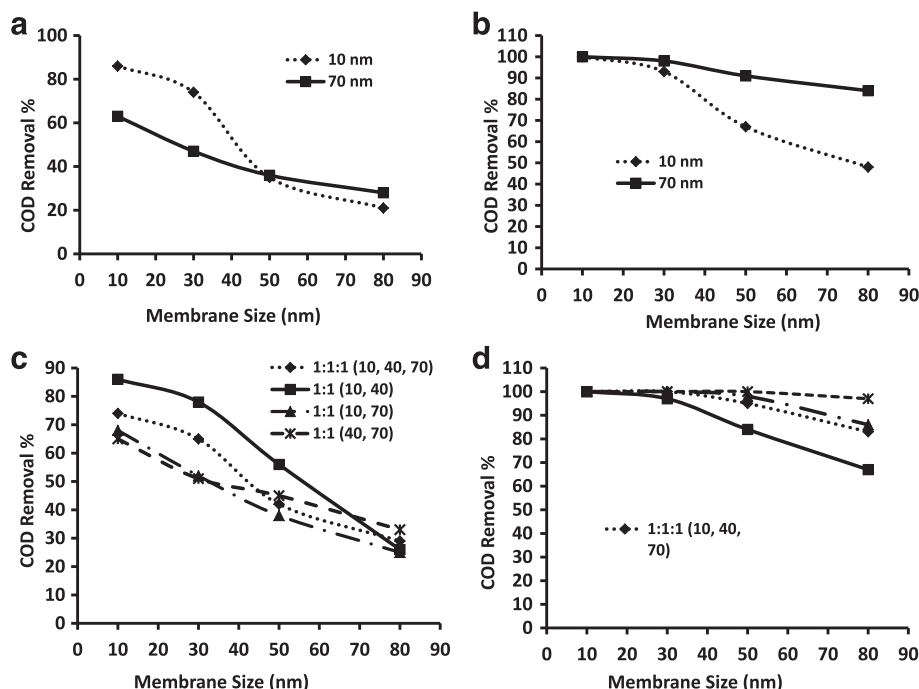 a
100
80
60
40
20
0
COD Removal %
10 nm
70 nm
0 10 20 30 40 50 60 70 80 90
Membrane Size (nm)
b
110
100
90
80
70
60
50
40
30
20
10
0
COD Removal %
10 nm
70 nm
0 10 20 30 40 50 60 70 80 90
Membrane Size (nm)
c
90
80
70
60
50
40
30
20
10
0
COD Removal %
1:1:1 (10, 40, 70)
1:1 (10, 40)
1:1 (10, 70)
1:1 (40, 70)
0 10 20 30 40 50 60 70 80 90
Membrane Size (nm)
d
110
100
90
80
70
60
50
40
30
20
10
0
COD Removal %
1:1:1 (10, 40,
70)
0 10 20 30 40 50 60 70 80 90
Membrane Size (nm)